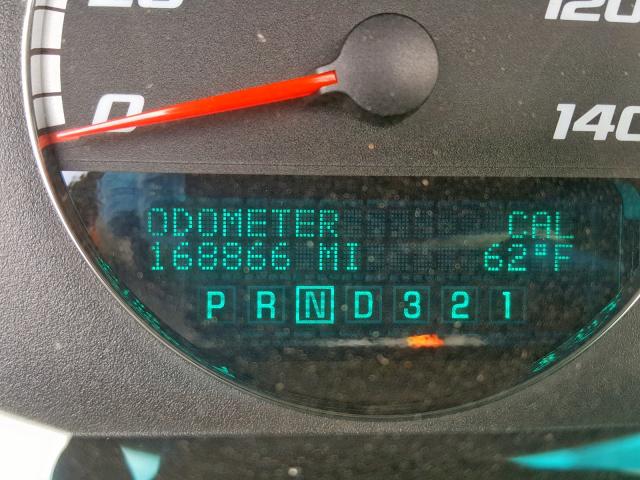 20 120
0 140
ODOMETER CAL
168866 MI 62°F
P R N D 3 2 1